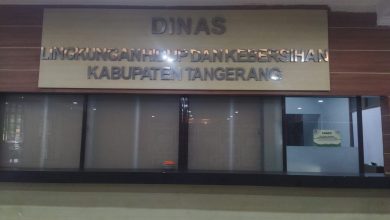 DINAS
LINGKUNGAN HIDUP DAN KEBERSIHAN
KABUPATEN TANGERANG